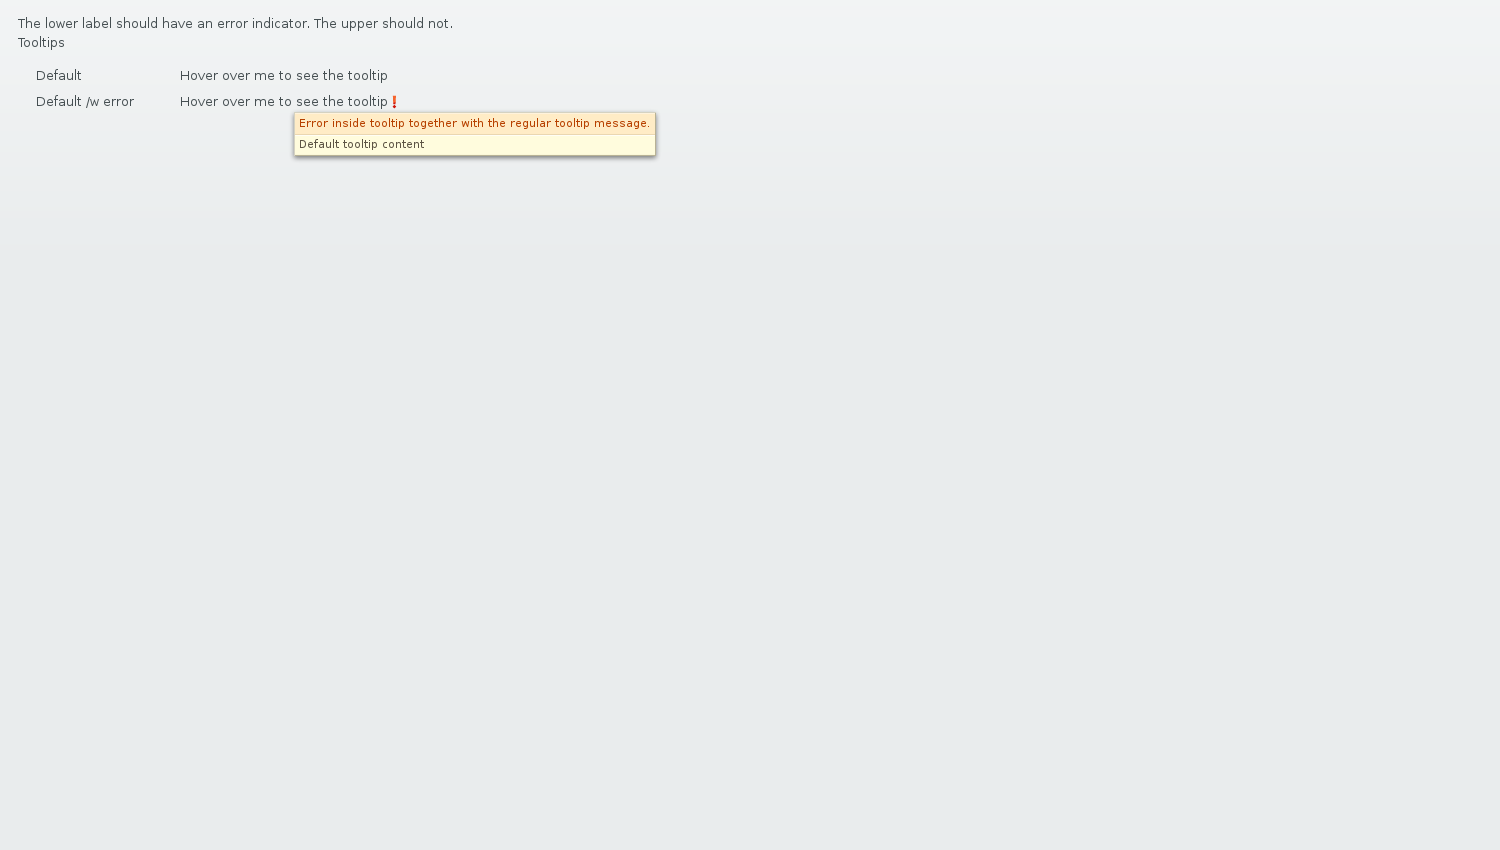 The lower label should have an error indicator. The upper should not.
Tooltips
Default Hover over me to see the tooltip
Default /w error Hover over me to see the tooltip !
Error inside tooltip together with the regular tooltip message.
Default tooltip content